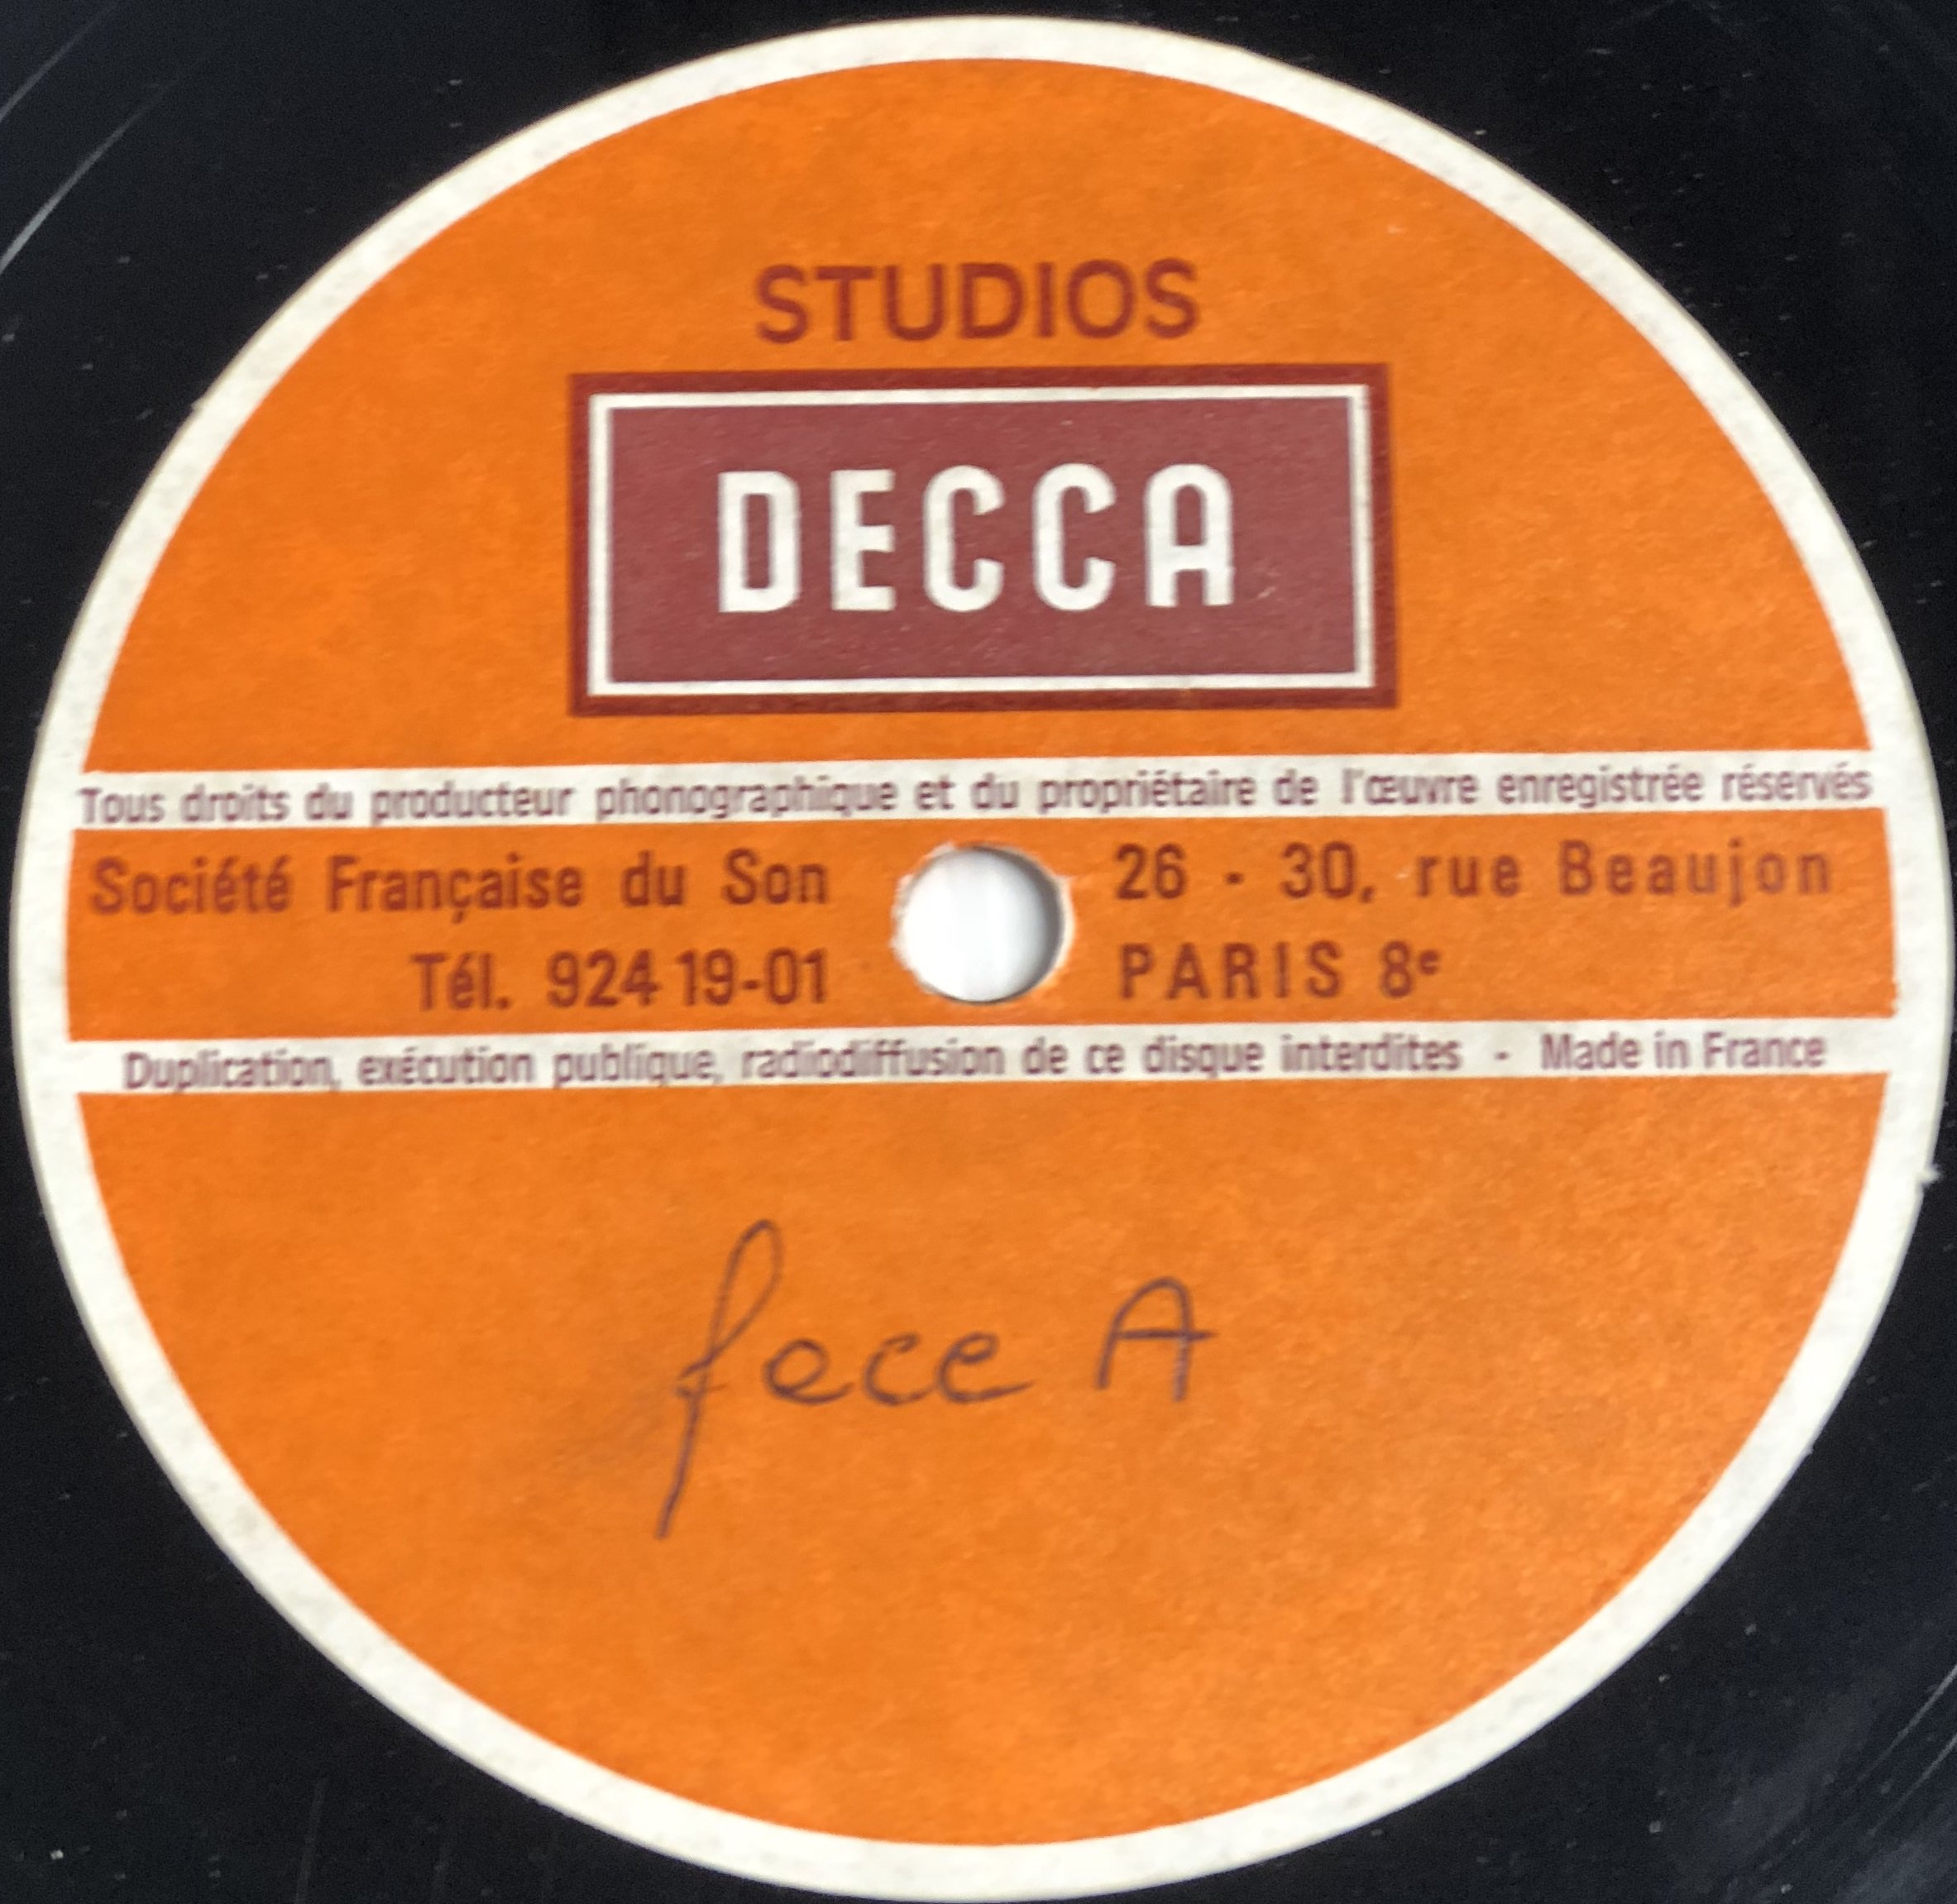 STUDIOS
DECCA
Tous droits du producteur phonographique et du propriétaire de l'œuvre enregistrée réservés
Société Française du Son 26 - 30, rue Beaujon
Tél. 924 19-01 PARIS 8e
Duplication, exécution publique, radiodiffusion de ce disque interdites - Made in France
face A